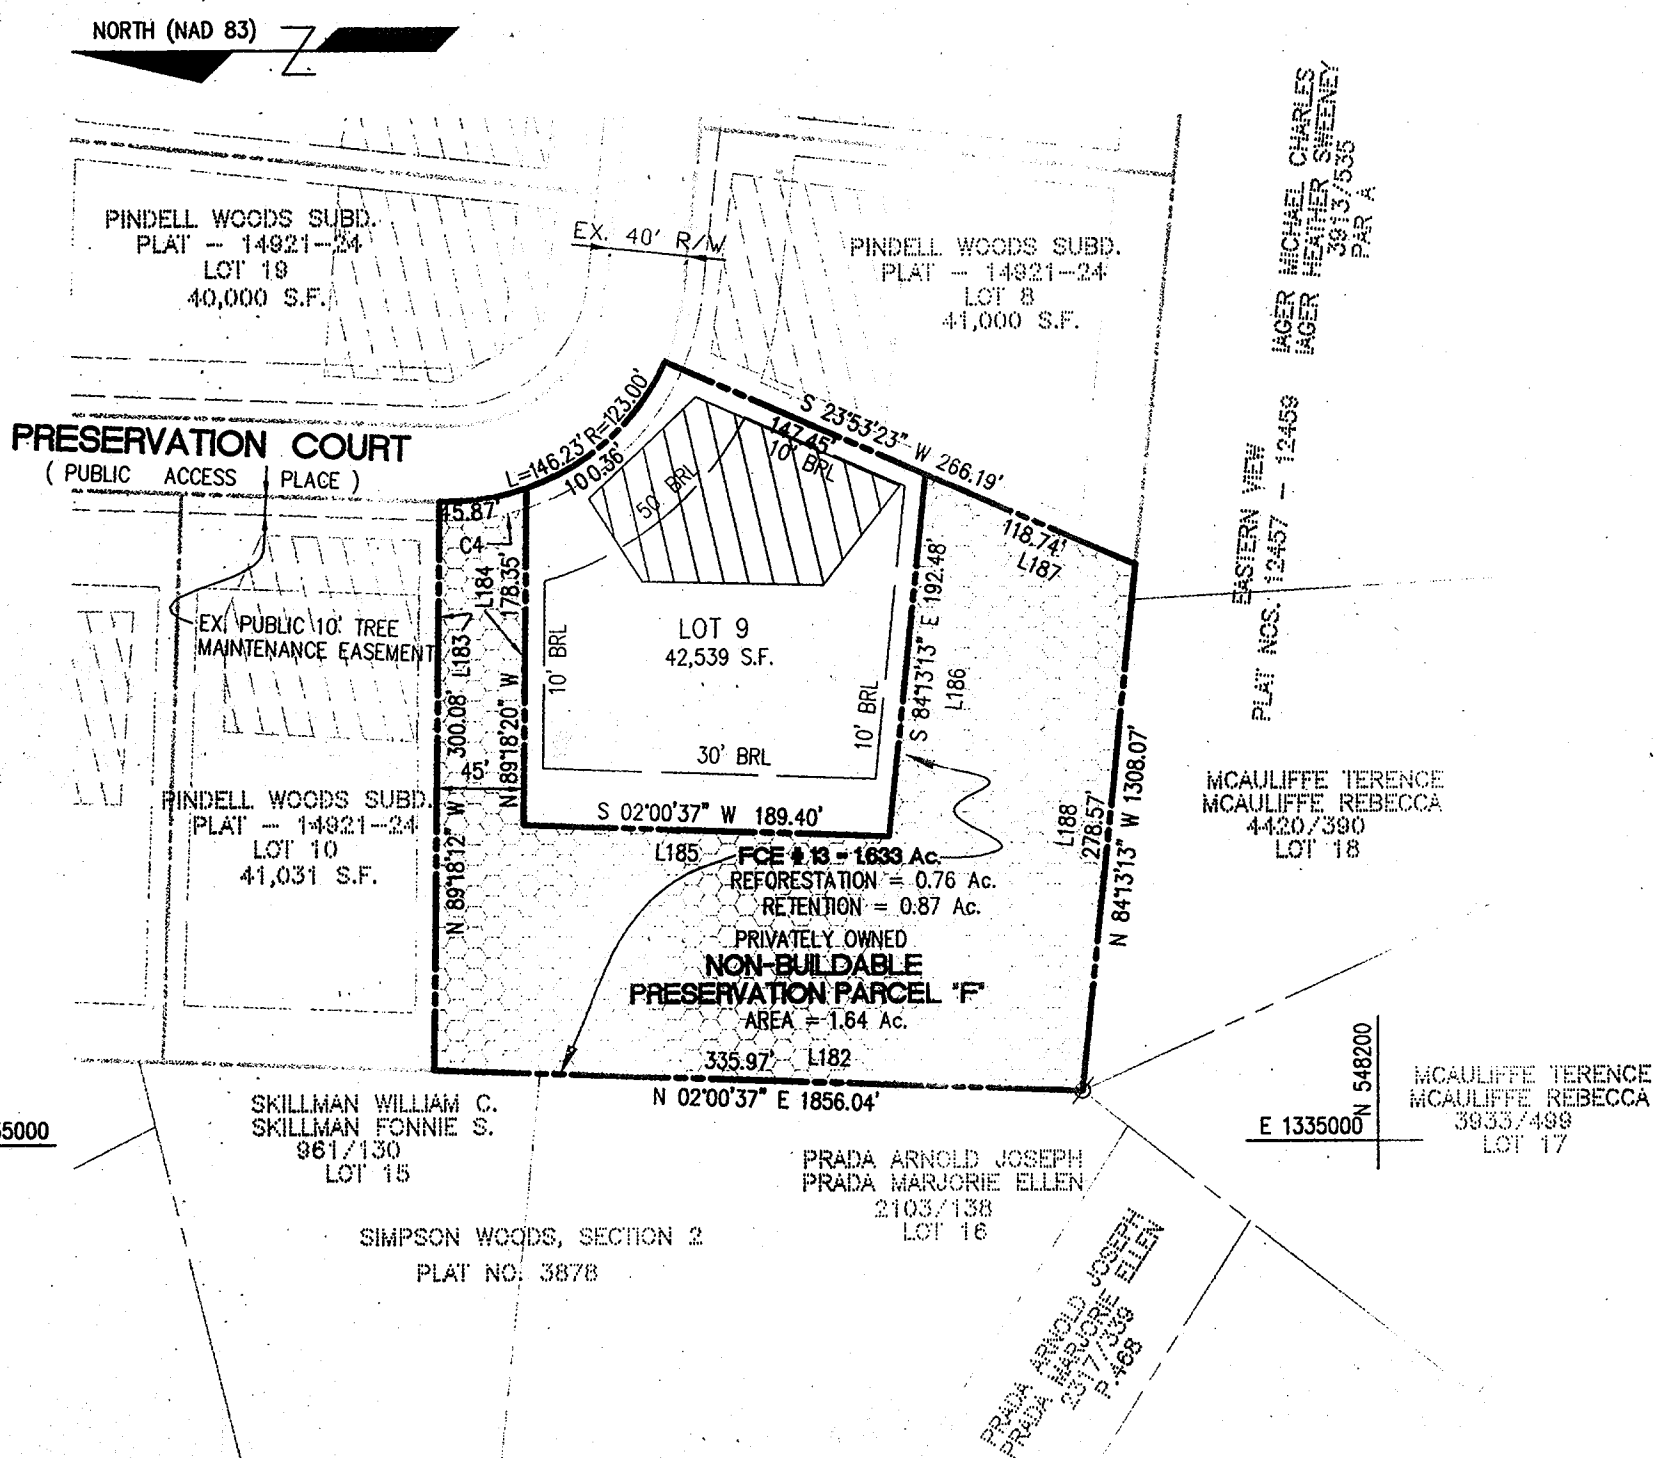 NORTH (NAD 83)
PINDELL WOODS SUBD.
PLAT - 14921-24
LOT 19
40,000 S.F.
EX. 40' R/W
PINDELL WOODS SUBD.
PLAT - 14921-24
LOT 8
41,000 S.F.
IAGER MICHAEL CHARLES
IAGER HEATHER SWEENEY
3913/535
PAR A
EASTERN VIEW
PLAT NOS. 12457 - 12459
PRESERVATION COURT
( PUBLIC ACCESS PLACE )
L=146.23' R=123.00'
100.36'
45.87'
C4
S 23°53'23" W 266.19'
147.45'
10' BRL
50' BRL
118.74'
L187
EX. PUBLIC 10' TREE
MAINTENANCE EASEMENT
L183
L184
178.35'
N 89°18'20" W
300.08'
N 89°18'12" W
45'
10' BRL
LOT 9
42,539 S.F.
10' BRL
30' BRL
S 84°13'13" E 192.48'
L186
S 02°00'37" W 189.40'
L185
FCE # 13 - 1.633 Ac.
REFORESTATION = 0.76 Ac.
RETENTION = 0.87 Ac.
PRIVATELY OWNED
NON-BUILDABLE
PRESERVATION PARCEL "F"
AREA = 1.64 Ac.
335.97' L182
N 02°00'37" E 1856.04'
L188
278.57'
N 84°13'13" W 1308.07'
PINDELL WOODS SUBD.
PLAT - 14921-24
LOT 10
41,031 S.F.
MCAULIFFE TERENCE
MCAULIFFE REBECCA
4420/390
LOT 18
N 548200
E 1335000
MCAULIFFE TERENCE
MCAULIFFE REBECCA
3933/499
LOT 17
5000
SKILLMAN WILLIAM C.
SKILLMAN FONNIE S.
961/130
LOT 15
PRADA ARNOLD JOSEPH
PRADA MARJORIE ELLEN
2103/138
LOT 16
SIMPSON WOODS, SECTION 2
PLAT NO. 3878
PRADA ARNOLD JOSEPH
PRADA MARJORIE ELLEN
2317/339
P.468